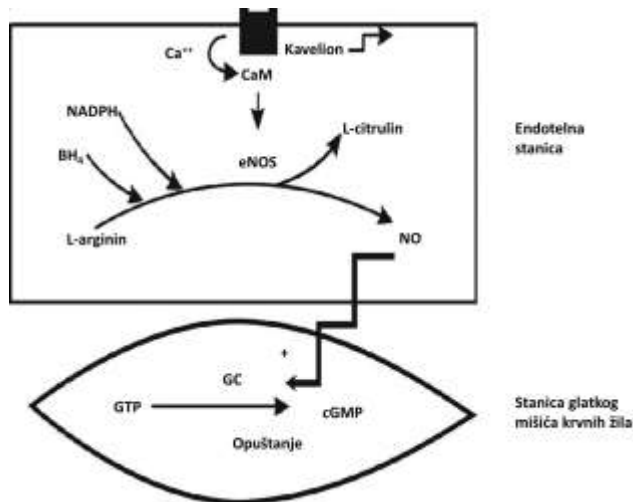 Ca++
Kavelion
CaM
NADPH
L-citrulin
BH4
eNOS
Endotelna
stanica
L-arginin
NO
+
GC
GTP
cGMP
Opuštanje
Stanica glatkog
mišića krvnih žila